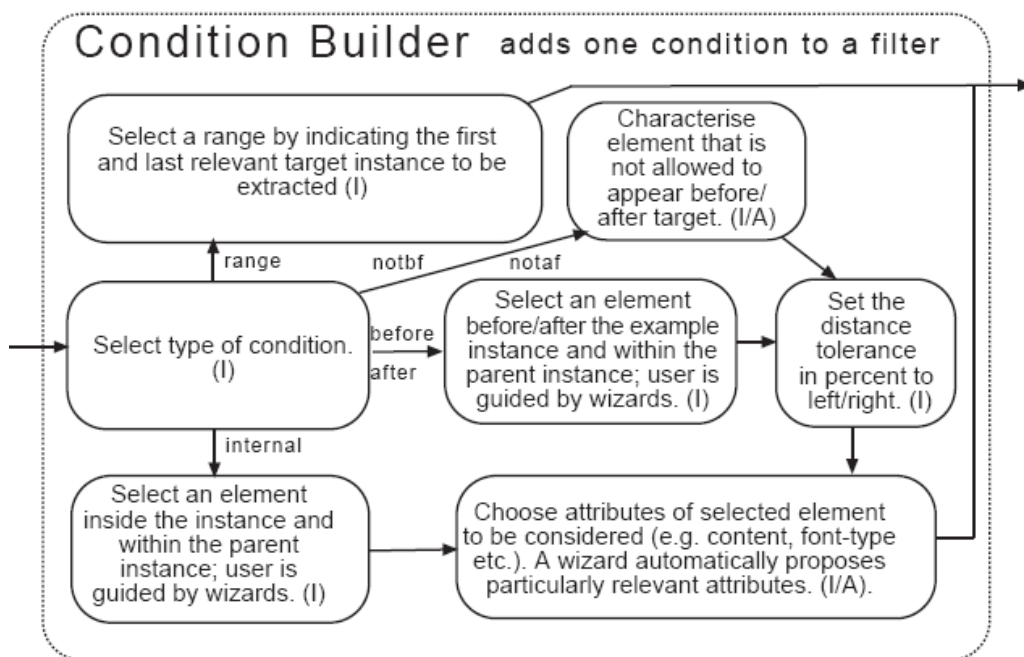 Condition Builder adds one condition to a filter
Select a range by indicating the first
and last relevant target instance to be
extracted (I)
Characterise
element that is
not allowed to
appear before/
after target. (I/A)
range
notbf
notaf
Select type of condition.
(I)
before
after
Select an element
before/after the example
instance and within the
parent instance; user is
guided by wizards. (I)
Set the
distance
tolerance
in percent to
left/right. (I)
internal
Select an element
inside the instance and
within the parent
instance; user is
guided by wizards. (I)
Choose attributes of selected element
to be considered (e.g. content, font-type
etc.). A wizard automatically proposes
particularly relevant attributes. (I/A).